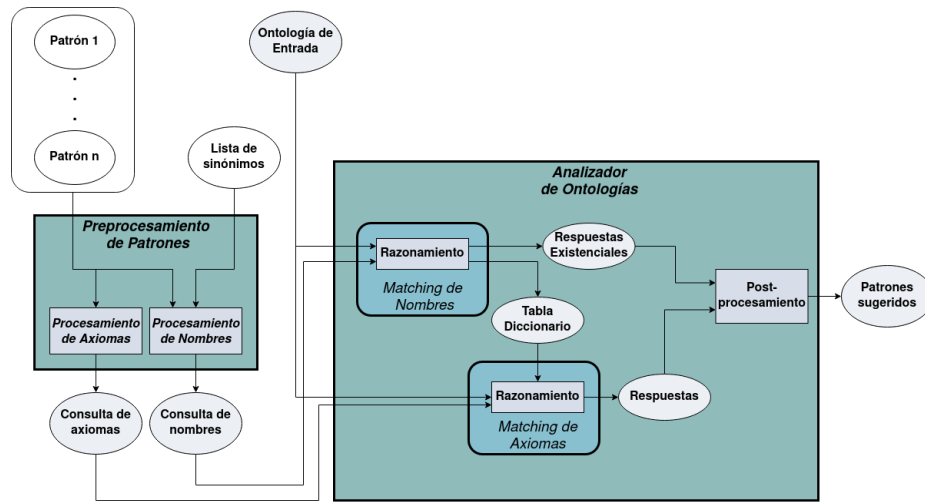 Patrón 1
Patrón n
Ontología de
Entrada
Lista de
sinónimos
Preprocesamiento
de Patrones
Procesamiento
de Axiomas
Procesamiento
de Nombres
Consulta de
axiomas
Consulta de
nombres
Analizador
de Ontologías
Razonamiento
Matching de
Nombres
Respuestas
Existenciales
Tabla
Diccionario
Razonamiento
Matching de
Axiomas
Respuestas
Post-
procesamiento
Patrones
sugeridos